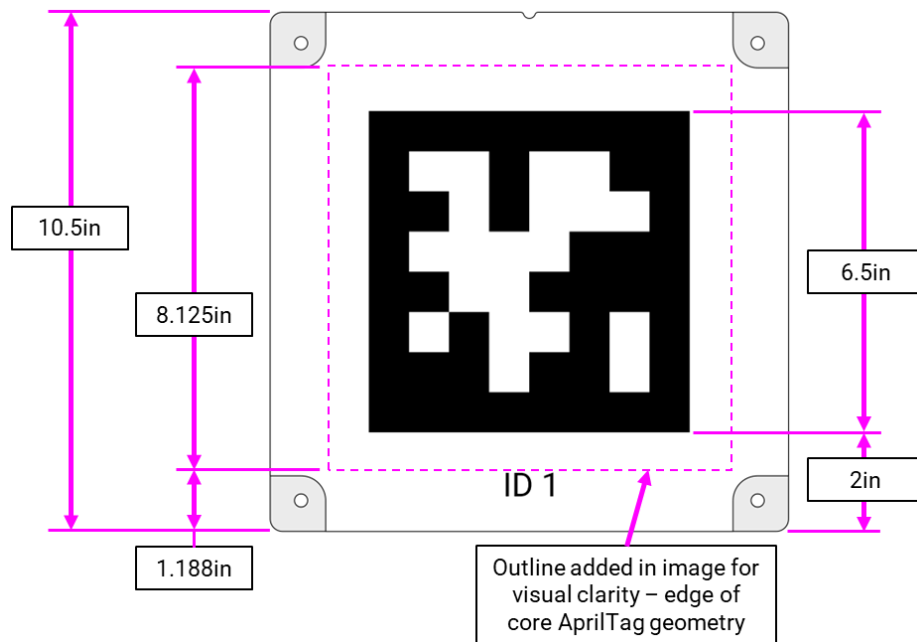 10.5in
8.125in
6.5in
2in
ID 1
1.188in
Outline added in image for
visual clarity – edge of
core AprilTag geometry